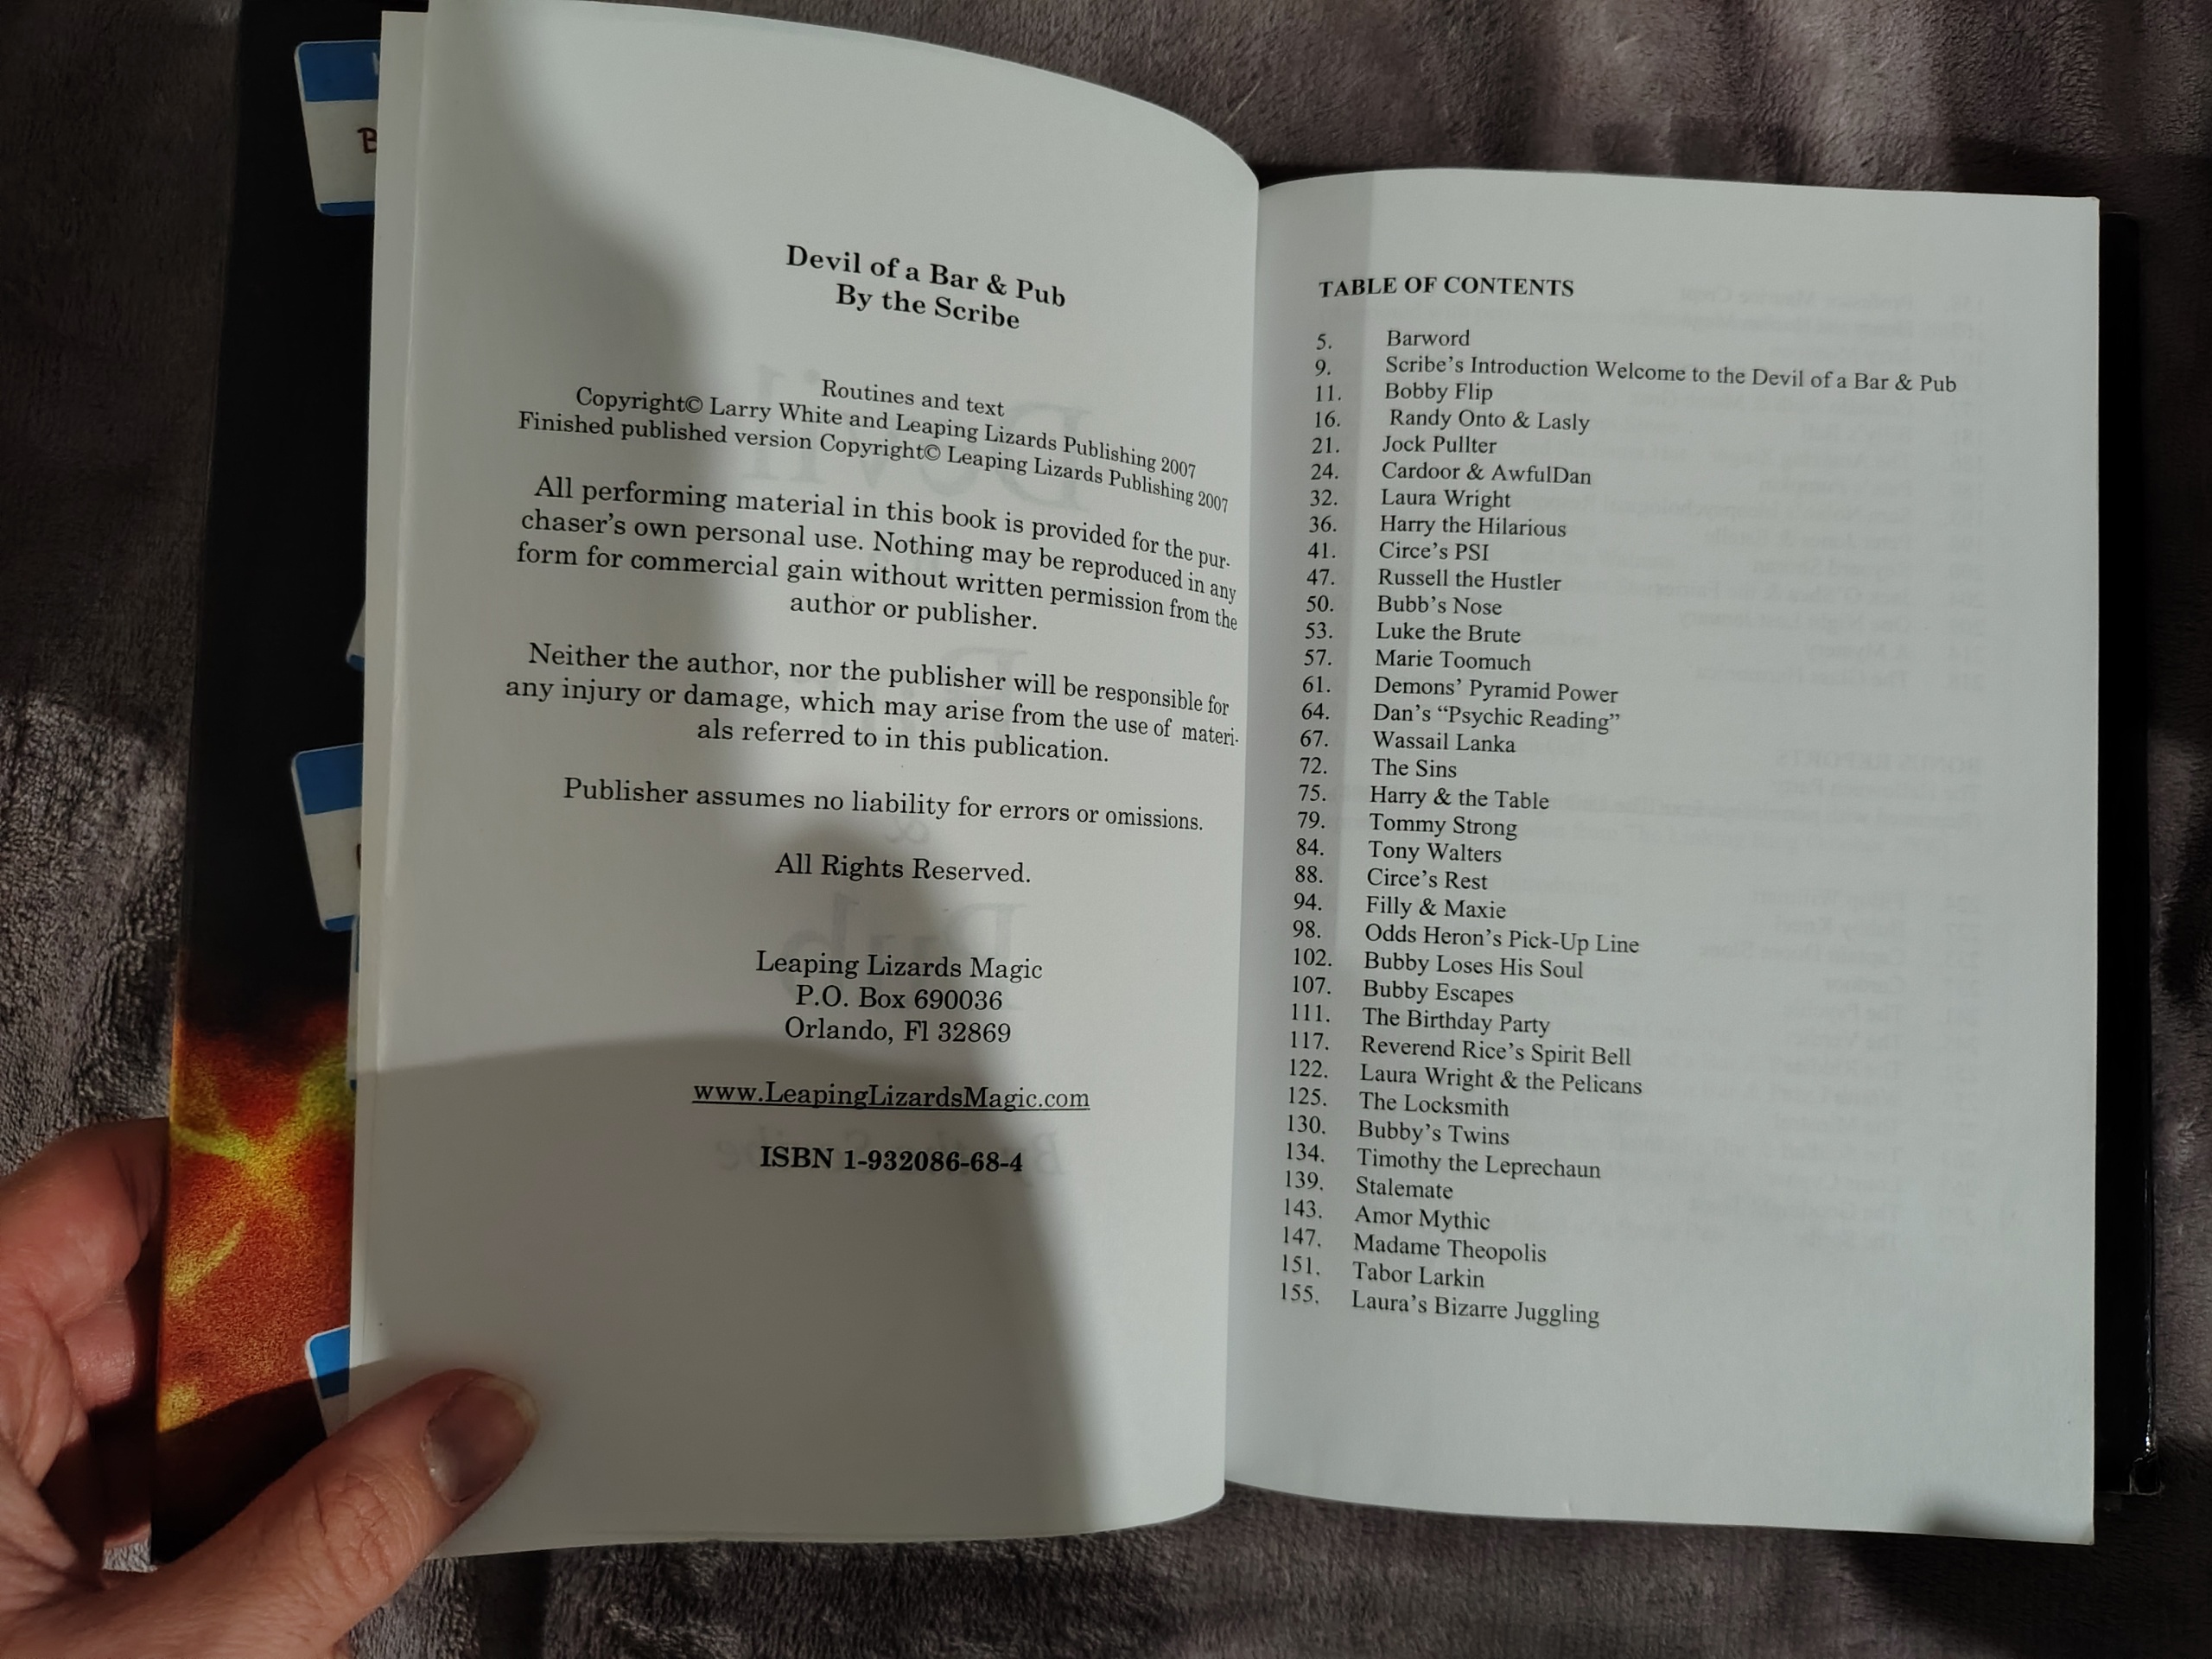 Devil of a Bar & Pub
By the Scribe
Routines and text
Copyright© Larry White and Leaping Lizards Publishing 2007
Finished published version Copyright© Leaping Lizards Publishing 2007
All performing material in this book is provided for the pur-
chaser's own personal use. Nothing may be reproduced in any
form for commercial gain without written permission from the
author or publisher.
Neither the author, nor the publisher will be responsible for
any injury or damage, which may arise from the use of materi-
als referred to in this publication.
Publisher assumes no liability for errors or omissions.
All Rights Reserved.
Leaping Lizards Magic
P.O. Box 690036
Orlando, Fl 32869
www.LeapingLizardsMagic.com
ISBN 1-932086-68-4
TABLE OF CONTENTS
5. Barword
9. Scribe's Introduction Welcome to the Devil of a Bar & Pub
11. Bobby Flip
16. Randy Onto & Lasly
21. Jock Pullter
24. Cardoor & AwfulDan
32. Laura Wright
36. Harry the Hilarious
41. Circe's PSI
47. Russell the Hustler
50. Bubb's Nose
53. Luke the Brute
57. Marie Toomuch
61. Demons' Pyramid Power
64. Dan's “Psychic Reading”
67. Wassail Lanka
72. The Sins
75. Harry & the Table
79. Tommy Strong
84. Tony Walters
88. Circe's Rest
94. Filly & Maxie
98. Odds Heron's Pick-Up Line
102. Bubby Loses His Soul
107. Bubby Escapes
111. The Birthday Party
117. Reverend Rice's Spirit Bell
122. Laura Wright & the Pelicans
125. The Locksmith
130. Bubby's Twins
134. Timothy the Leprechaun
139. Stalemate
143. Amor Mythic
147. Madame Theopolis
151. Tabor Larkin
155. Laura's Bizarre Juggling